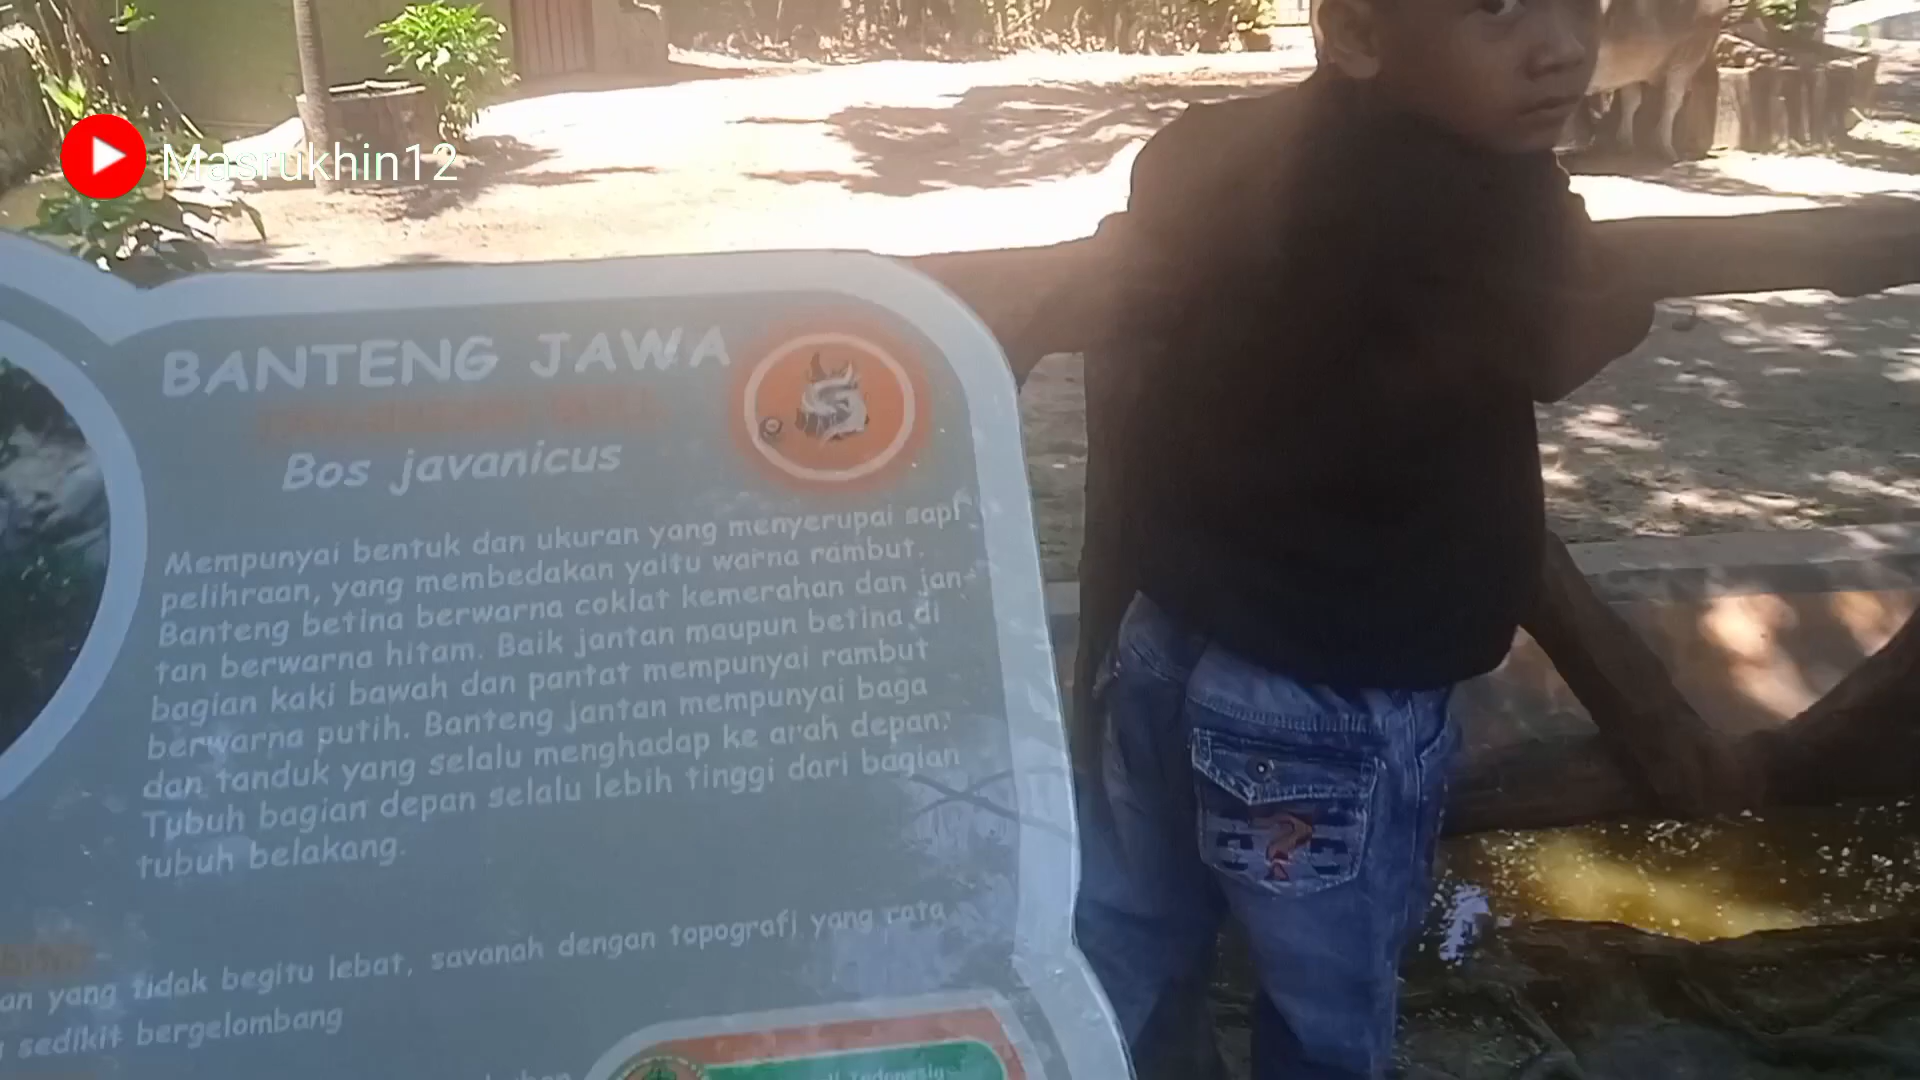 Masrukhin12
BANTENG JAWA
Bos javanicus
Mempunyai bentuk dan ukuran yang menyerupai sapi
pelihraan, yang membedakan yaitu warna rambut.
Banteng betina berwarna coklat kemerahan dan jan-
tan berwarna hitam. Baik jantan maupun betina di
bagian kaki bawah dan pantat mempunyai rambut
berwarna putih. Banteng jantan mempunyai baga
dan tanduk yang selalu menghadap ke arah depan.
Tubuh bagian depan selalu lebih tinggi dari bagian
tubuh belakang.
an yang tidak begitu lebat, savanah dengan topografi yang rata
sedikit bergelombang
Indonesia